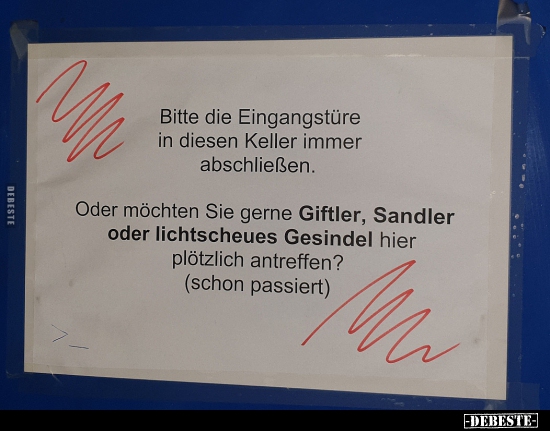 Bitte die Eingangstüre
in diesen Keller immer
abschließen.
Oder möchten Sie gerne Giftler, Sandler
oder lichtscheues Gesindel hier
plötzlich antreffen?
(schon passiert)
>_
DEBESTE
-DEBESTE-